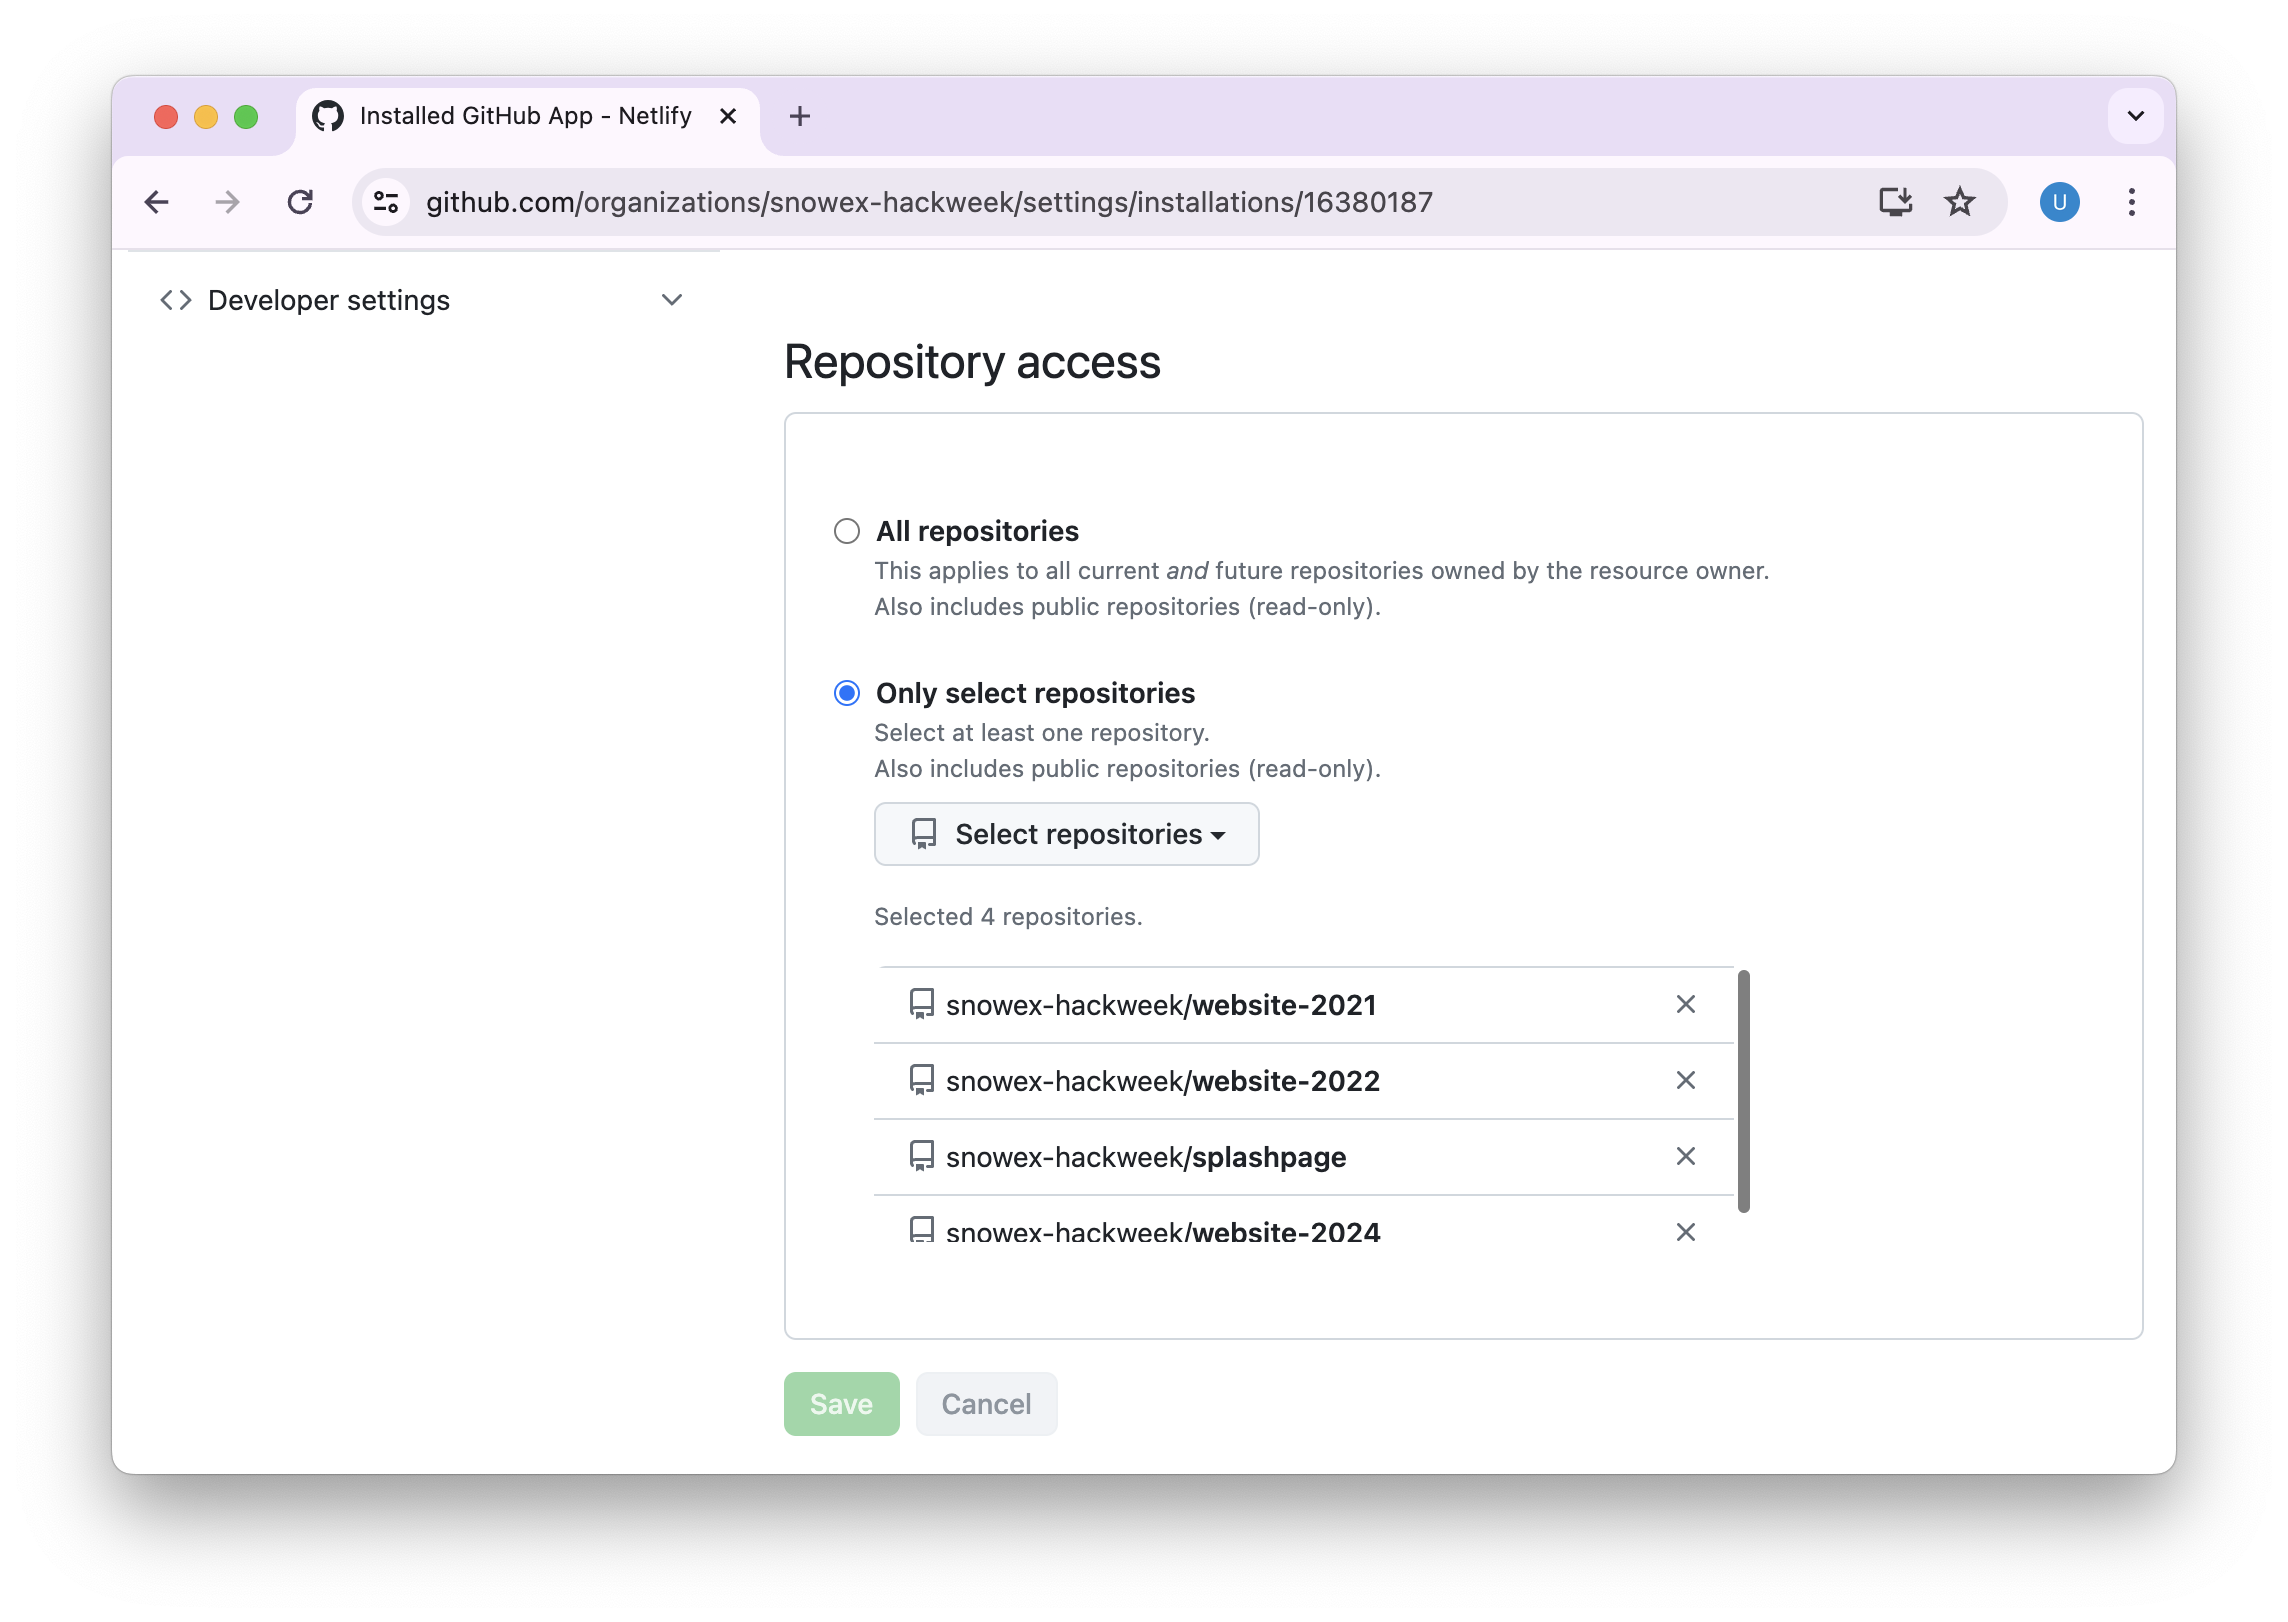 Installed GitHub App - Netlify
github.com/organizations/snowex-hackweek/settings/installations/16380187
U
Developer settings
Repository access
All repositories
This applies to all current and future repositories owned by the resource owner.
Also includes public repositories (read-only).
Only select repositories
Select at least one repository.
Also includes public repositories (read-only).
Select repositories
Selected 4 repositories.
snowex-hackweek/website-2021
snowex-hackweek/website-2022
snowex-hackweek/splashpage
snowex-hackweek/website-2024
Save Cancel